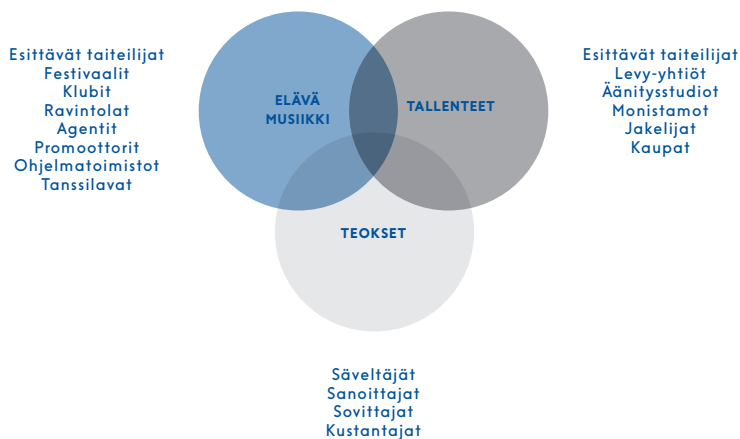 Esittävät taiteilijat
Festivaalit
Klubit
Ravintolat
Agentit
Promoottorit
Ohjelmatoimistot
Tanssilavat
ELÄVÄ
MUSIIKKI
TALLENTEET
Esittävät taiteilijat
Levy-yhtiöt
Äänitysstudiot
Monistamot
Jakelijat
Kaupat
TEOKSET
Säveltäjät
Sanoittajat
Sovittajat
Kustantajat